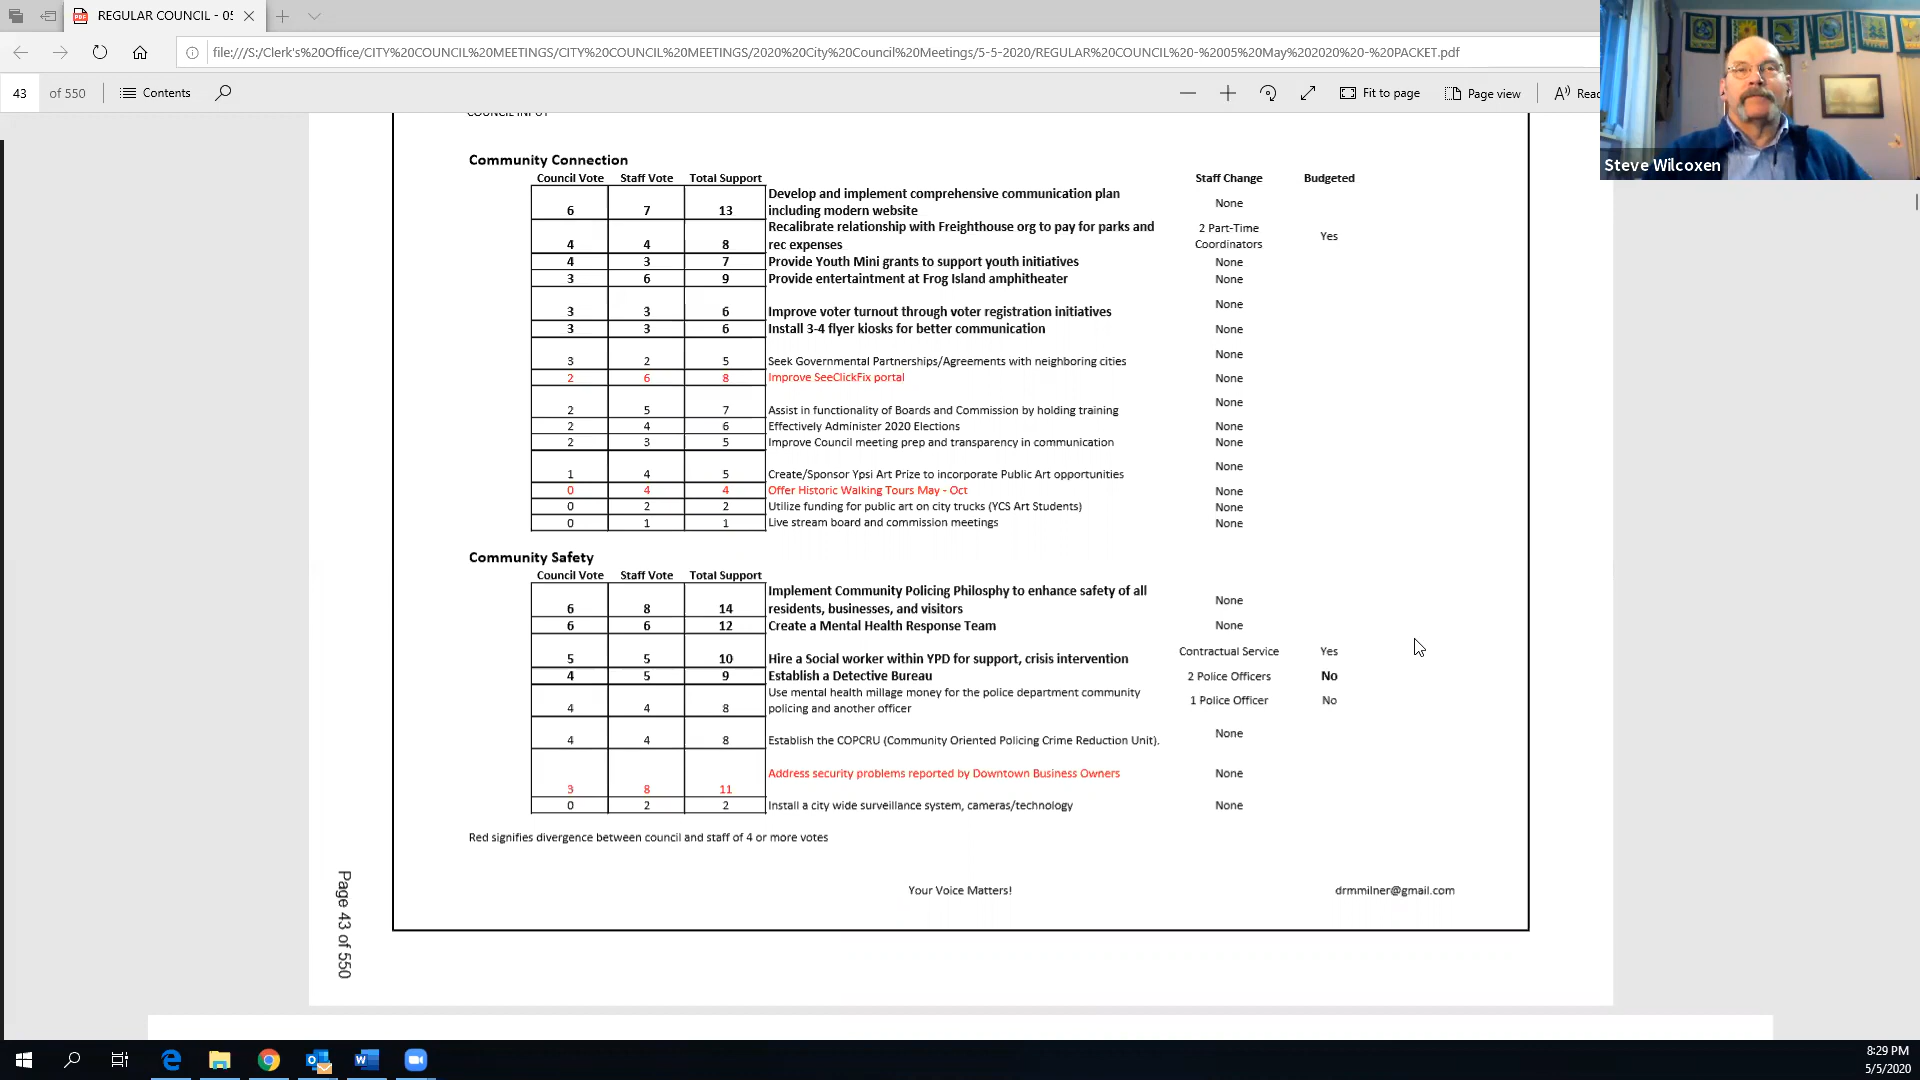 REGULAR COUNCIL - 05
file:///S:/Clerk's%20Office/CITY%20COUNCIL%20MEETINGS/CITY%20COUNCIL%20MEETINGS/2020%20City%20Council%20Meetings/5-5-2020/REGULAR%20COUNCIL%20-%2005%20May%202020%20-%20PACKET.pdf
43 of 550 Contents Fit to page Page view Read
Steve Wilcoxen
COUNCIL INPUT
Community Connection
Council Vote Staff Vote Total Support Staff Change Budgeted
Develop and implement comprehensive communication plan
6 7 13 including modern website None
Recalibrate relationship with Freighthouse org to pay for parks and
4 4 8 rec expenses 2 Part-Time Coordinators Yes
4 3 7 Provide Youth Mini grants to support youth initiatives None
3 6 9 Provide entertaintment at Frog Island amphitheater None
3 3 6 Improve voter turnout through voter registration initiatives None
3 3 6 Install 3-4 flyer kiosks for better communication None
3 2 5 Seek Governmental Partnerships/Agreements with neighboring cities None
2 6 8 Improve SeeClickFix portal None
2 5 7 Assist in functionality of Boards and Commission by holding training None
2 4 6 Effectively Administer 2020 Elections None
2 3 5 Improve Council meeting prep and transparency in communication None
1 4 5 Create/Sponsor Ypsi Art Prize to incorporate Public Art opportunities None
0 4 4 Offer Historic Walking Tours May - Oct None
0 2 2 Utilize funding for public art on city trucks (YCS Art Students) None
0 1 1 Live stream board and commission meetings None
Community Safety
Council Vote Staff Vote Total Support
Implement Community Policing Philosphy to enhance safety of all
6 8 14 residents, businesses, and visitors None
6 6 12 Create a Mental Health Response Team None
5 5 10 Hire a Social worker within YPD for support, crisis intervention Contractual Service Yes
4 5 9 Establish a Detective Bureau 2 Police Officers No
Use mental health millage money for the police department community
4 4 8 policing and another officer 1 Police Officer No
4 4 8 Establish the COPCRU (Community Oriented Policing Crime Reduction Unit). None
Address security problems reported by Downtown Business Owners None
3 8 11
0 2 2 Install a city wide surveillance system, cameras/technology None
Red signifies divergence between council and staff of 4 or more votes
Your Voice Matters! drmmilner@gmail.com
Page 43 of 550
8:29 PM
5/5/2020